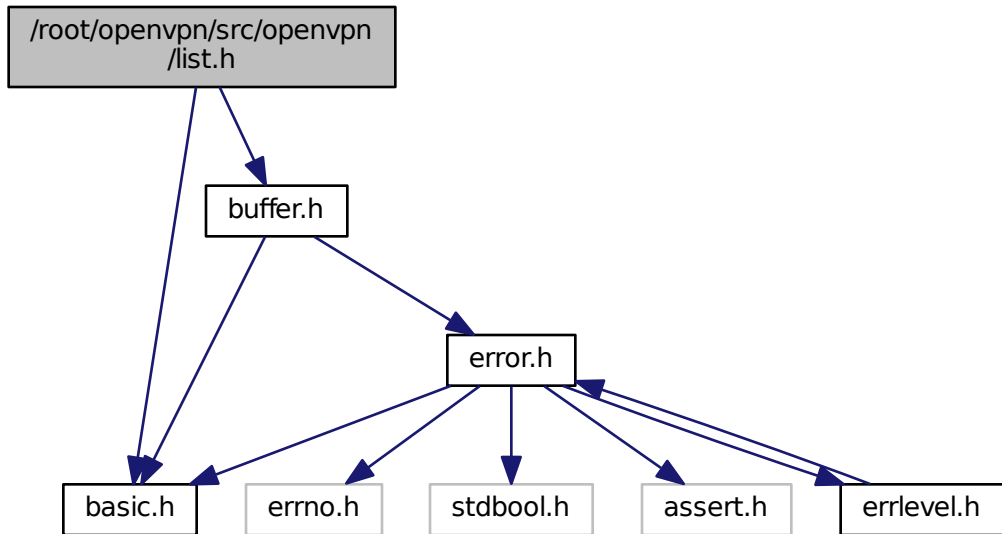 /root/openvpn/src/openvpn
/list.h
buffer.h
error.h
basic.h
errno.h
stdbool.h
assert.h
errlevel.h